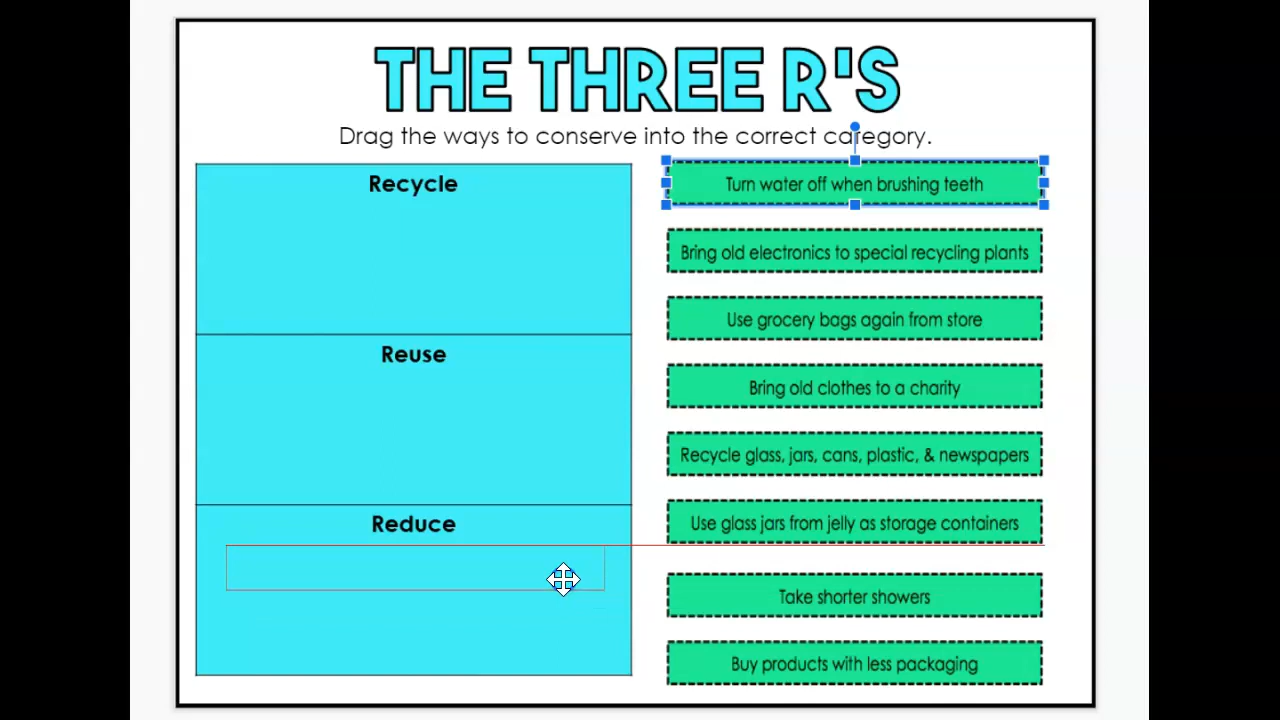 THE THREE R'S
Drag the ways to conserve into the correct category.
Recycle
Reuse
Reduce
Turn water off when brushing teeth
Bring old electronics to special recycling plants
Use grocery bags again from store
Bring old clothes to a charity
Recycle glass, jars, cans, plastic, & newspapers
Use glass jars from jelly as storage containers
Take shorter showers
Buy products with less packaging